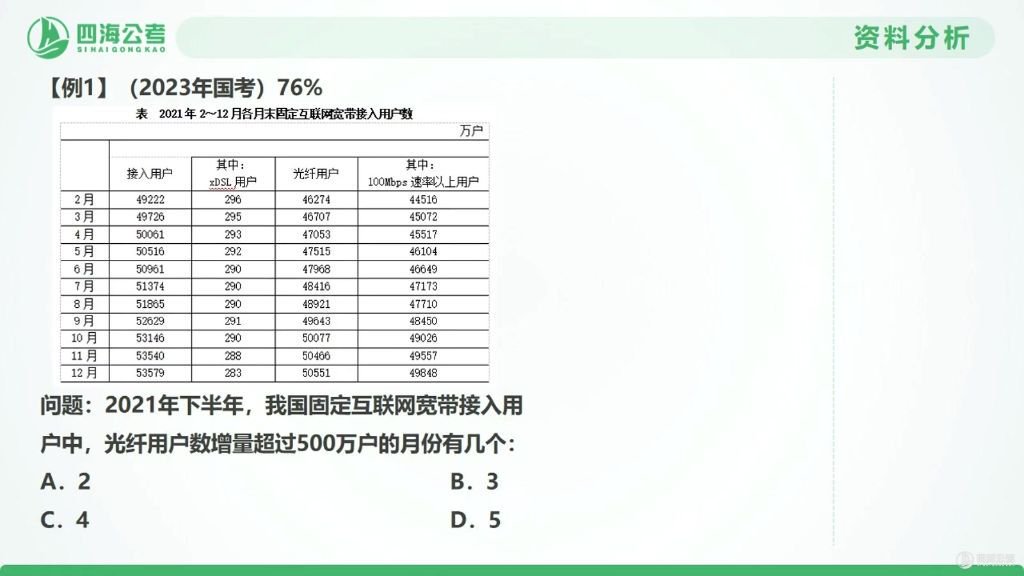 四海公考
SIHAIGONGKAO
资料分析
【例1】（2023年国考）76%
表 2021年2～12月各月末固定互联网宽带接入用户数
万户
接入用户 其中：xDSL用户 光纤用户 其中：100Mbps速率以上用户
2月 49222 296 46274 44516
3月 49726 295 46707 45072
4月 50061 293 47053 45517
5月 50516 292 47515 46104
6月 50961 290 47968 46649
7月 51374 290 48416 47173
8月 51865 290 48921 47710
9月 52629 291 49643 48450
10月 53146 290 50077 49026
11月 53540 288 50466 49557
12月 53579 283 50551 49848
问题：2021年下半年，我国固定互联网宽带接入用
户中，光纤用户数增量超过500万户的月份有几个：
A．2 B．3
C．4 D．5